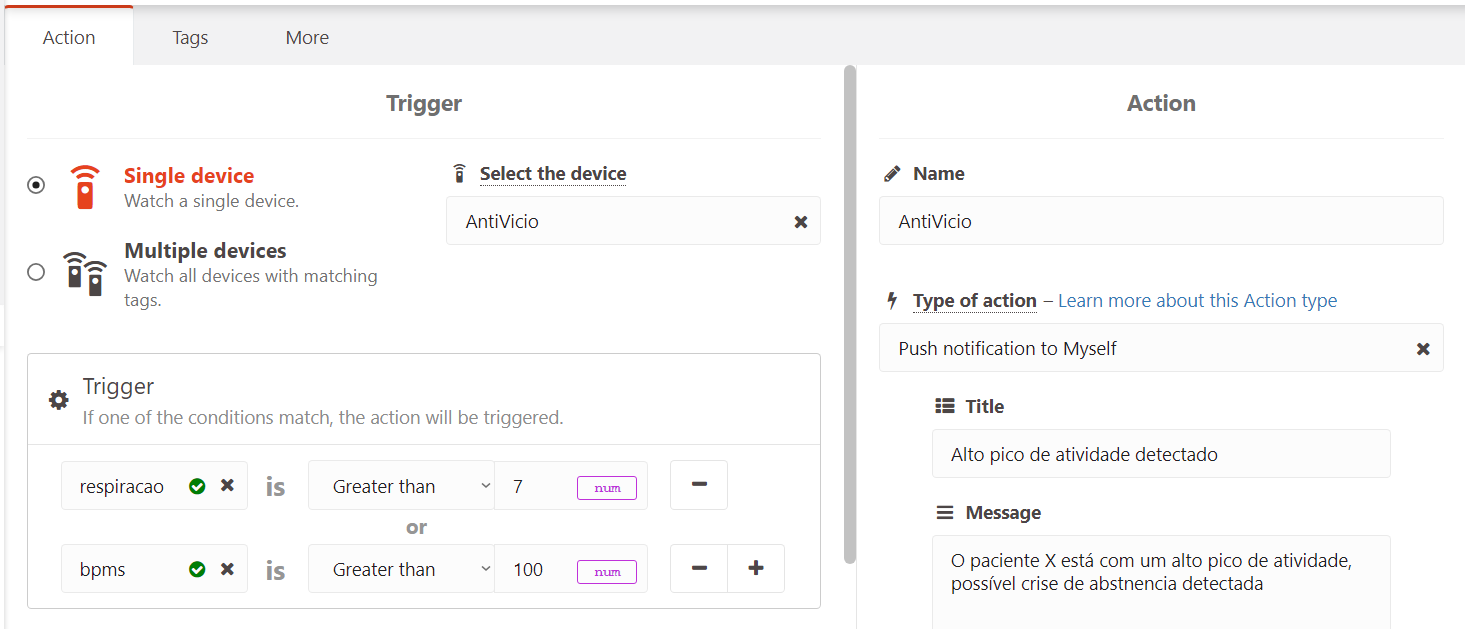 Action
Tags
More
Trigger
Single device
Watch a single device.
Multiple devices
Watch all devices with matching
tags.
Select the device
AntiVicio
Trigger
If one of the conditions match, the action will be triggered.
respiracao is Greater than 7 num
or
bpms is Greater than 100 num
Action
Name
AntiVicio
Type of action – Learn more about this Action type
Push notification to Myself
Title
Alto pico de atividade detectado
Message
O paciente X está com um alto pico de atividade,
possível crise de abstnencia detectada